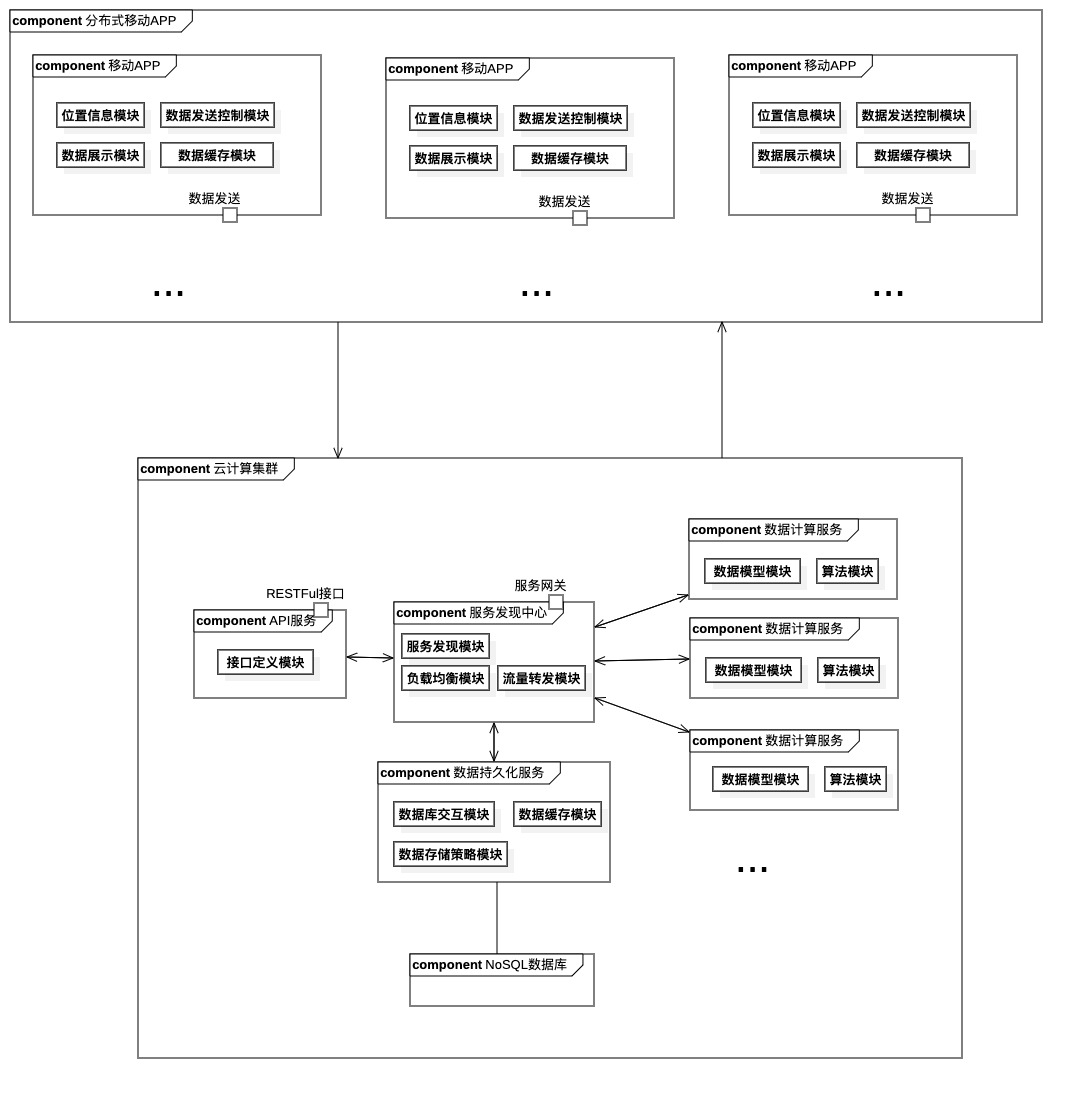 component 分布式移动APP
component 移动APP
位置信息模块
数据发送控制模块
数据展示模块
数据缓存模块
数据发送
component 移动APP
位置信息模块
数据发送控制模块
数据展示模块
数据缓存模块
数据发送
component 移动APP
位置信息模块
数据发送控制模块
数据展示模块
数据缓存模块
数据发送
...
...
...
component 云计算集群
RESTFul接口
component API服务
接口定义模块
服务网关
component 服务发现中心
服务发现模块
负载均衡模块
流量转发模块
component 数据计算服务
数据模型模块
算法模块
component 数据计算服务
数据模型模块
算法模块
component 数据计算服务
数据模型模块
算法模块
...
component 数据持久化服务
数据库交互模块
数据缓存模块
数据存储策略模块
component NoSQL数据库